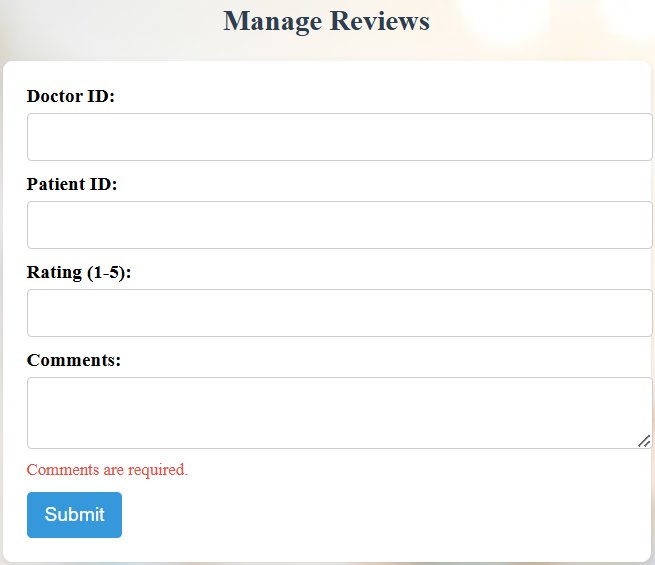 Manage Reviews
Doctor ID:
Patient ID:
Rating (1-5):
Comments:
Comments are required.
Submit